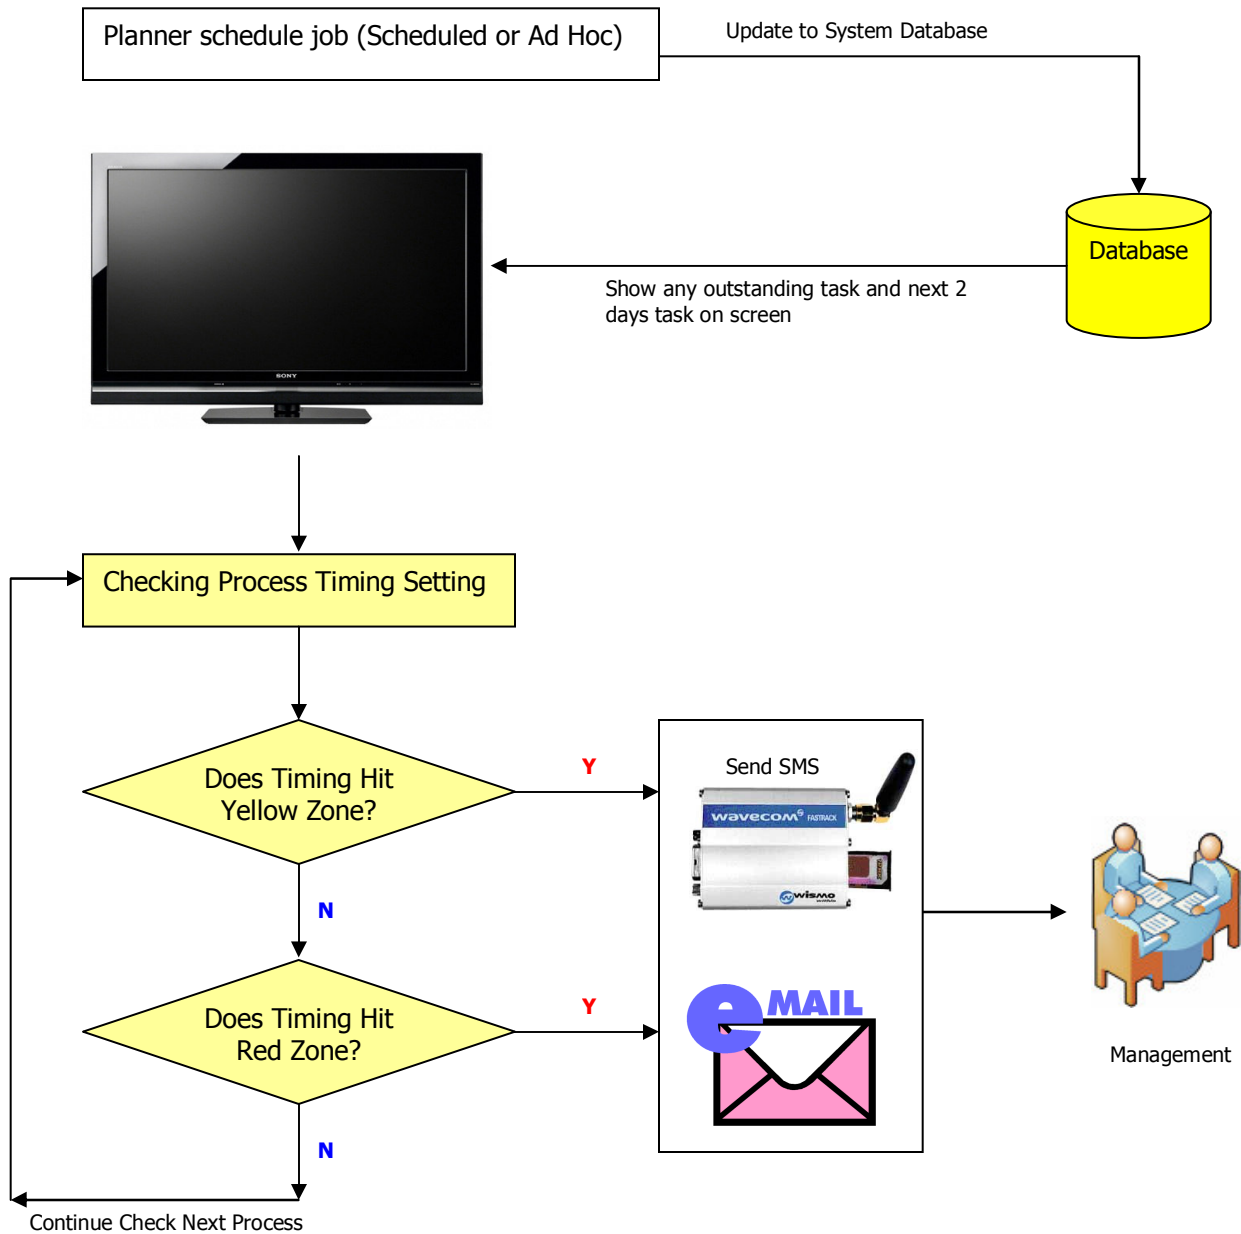 Planner schedule job (Scheduled or Ad Hoc)
Update to System Database
Database
Show any outstanding task and next 2
days task on screen
SONY
Checking Process Timing Setting
Does Timing Hit
Yellow Zone?
Y
Send SMS
wavecom FASTRACK
wismo
N
Does Timing Hit
Red Zone?
Y
eMAIL
Management
N
Continue Check Next Process